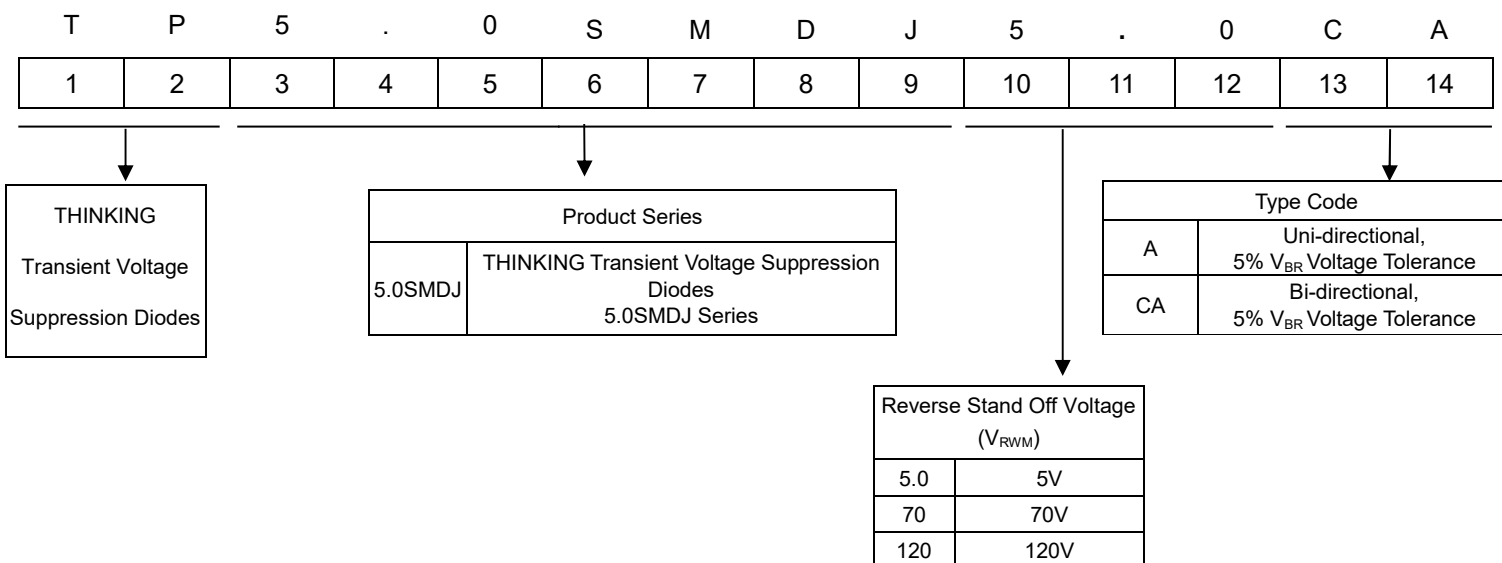 T P 5 . 0 S M D J 5 . 0 C A
1 2 3 4 5 6 7 8 9 10 11 12 13 14
THINKING
Transient Voltage
Suppression Diodes
Product Series
5.0SMDJ
THINKING Transient Voltage Suppression
Diodes
5.0SMDJ Series
Type Code
A
Uni-directional,
5% VBR Voltage Tolerance
CA
Bi-directional,
5% VBR Voltage Tolerance
Reverse Stand Off Voltage
(VRWM)
5.0 5V
70 70V
120 120V